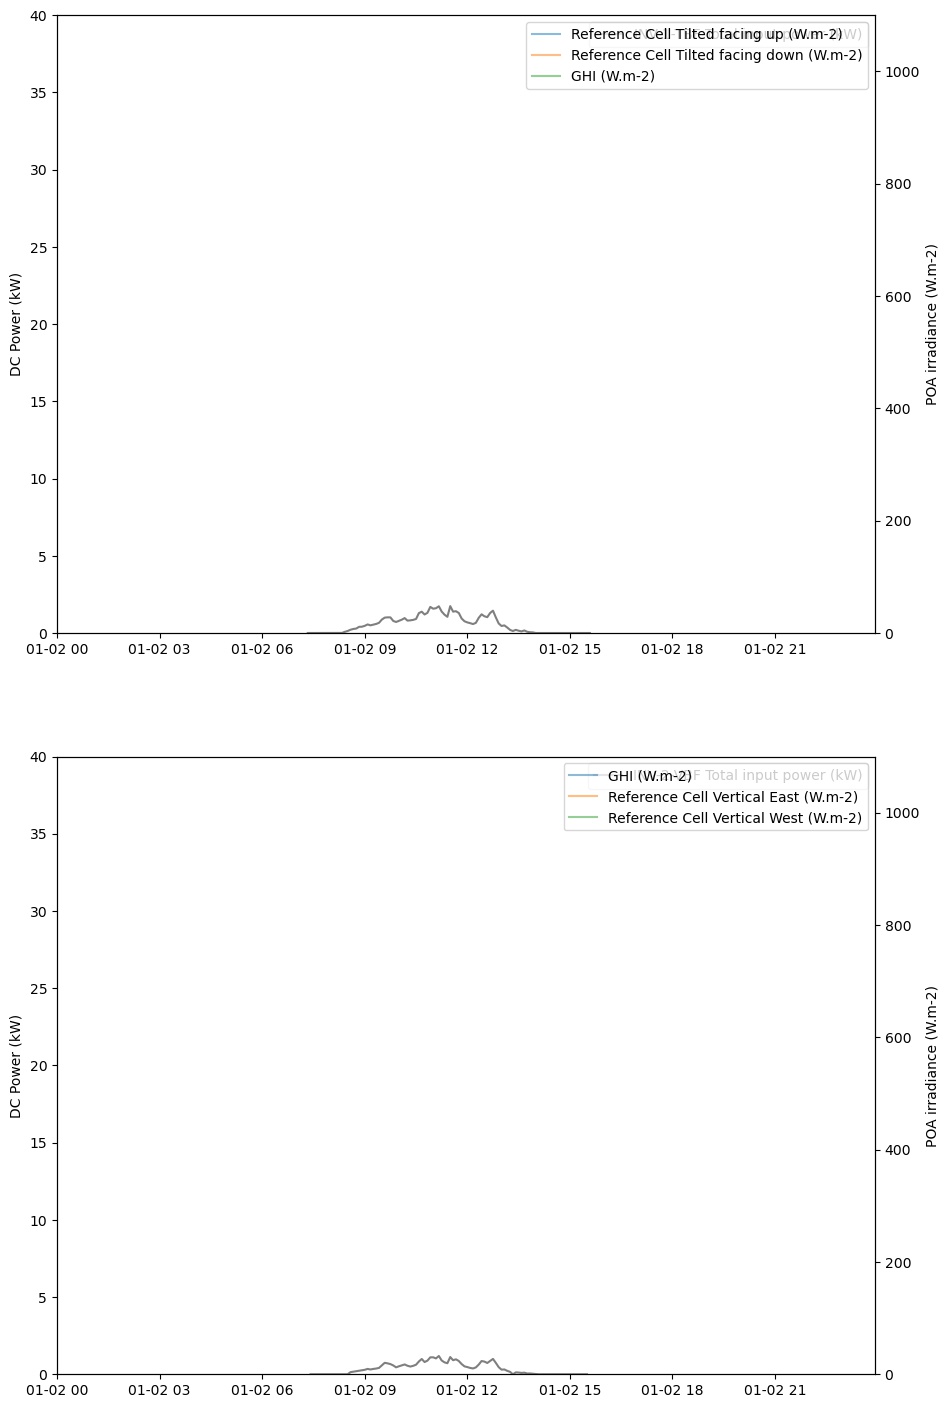 40
35
30
25
20
15
10
5
0
DC Power (kW)
Reference Cell Tilted facing up (W.m-2)
Reference Cell Tilted facing down (W.m-2)
GHI (W.m-2)
1000
800
600
400
200
0
POA irradiance (W.m-2)
01-02 00 01-02 03 01-02 06 01-02 09 01-02 12 01-02 15 01-02 18 01-02 21
40
35
30
25
20
15
10
5
0
DC Power (kW)
GHI (W.m-2) Total input power (kW)
Reference Cell Vertical East (W.m-2)
Reference Cell Vertical West (W.m-2)
1000
800
600
400
200
0
POA irradiance (W.m-2)
01-02 00 01-02 03 01-02 06 01-02 09 01-02 12 01-02 15 01-02 18 01-02 21